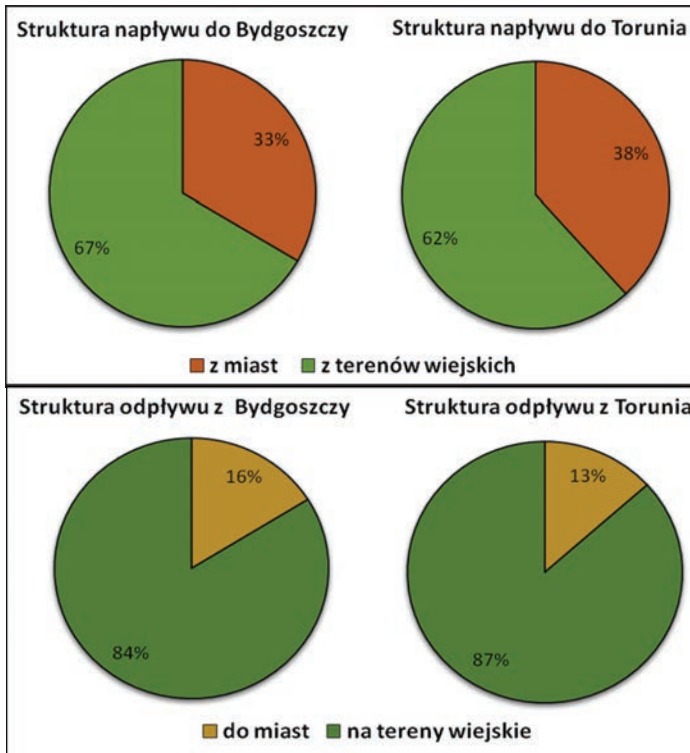 Struktura napływu do Bydgoszczy
Struktura napływu do Torunia
33%
67%
38%
62%
z miast
z terenów wiejskich
Struktura odpływu z Bydgoszczy
Struktura odpływu z Torunia
16%
84%
13%
87%
do miast
na tereny wiejskie